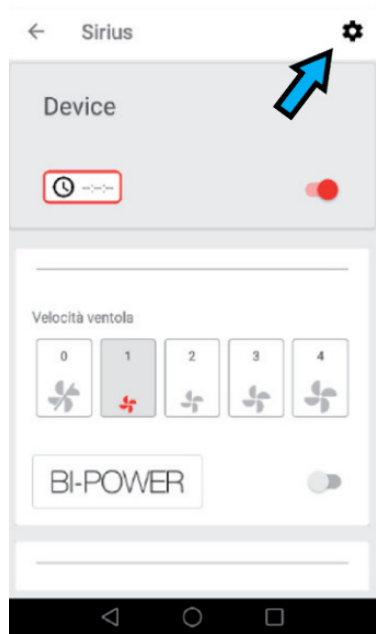 Sirius
Device
--:--
Velocità ventola
0 1 2 3 4
BI-POWER